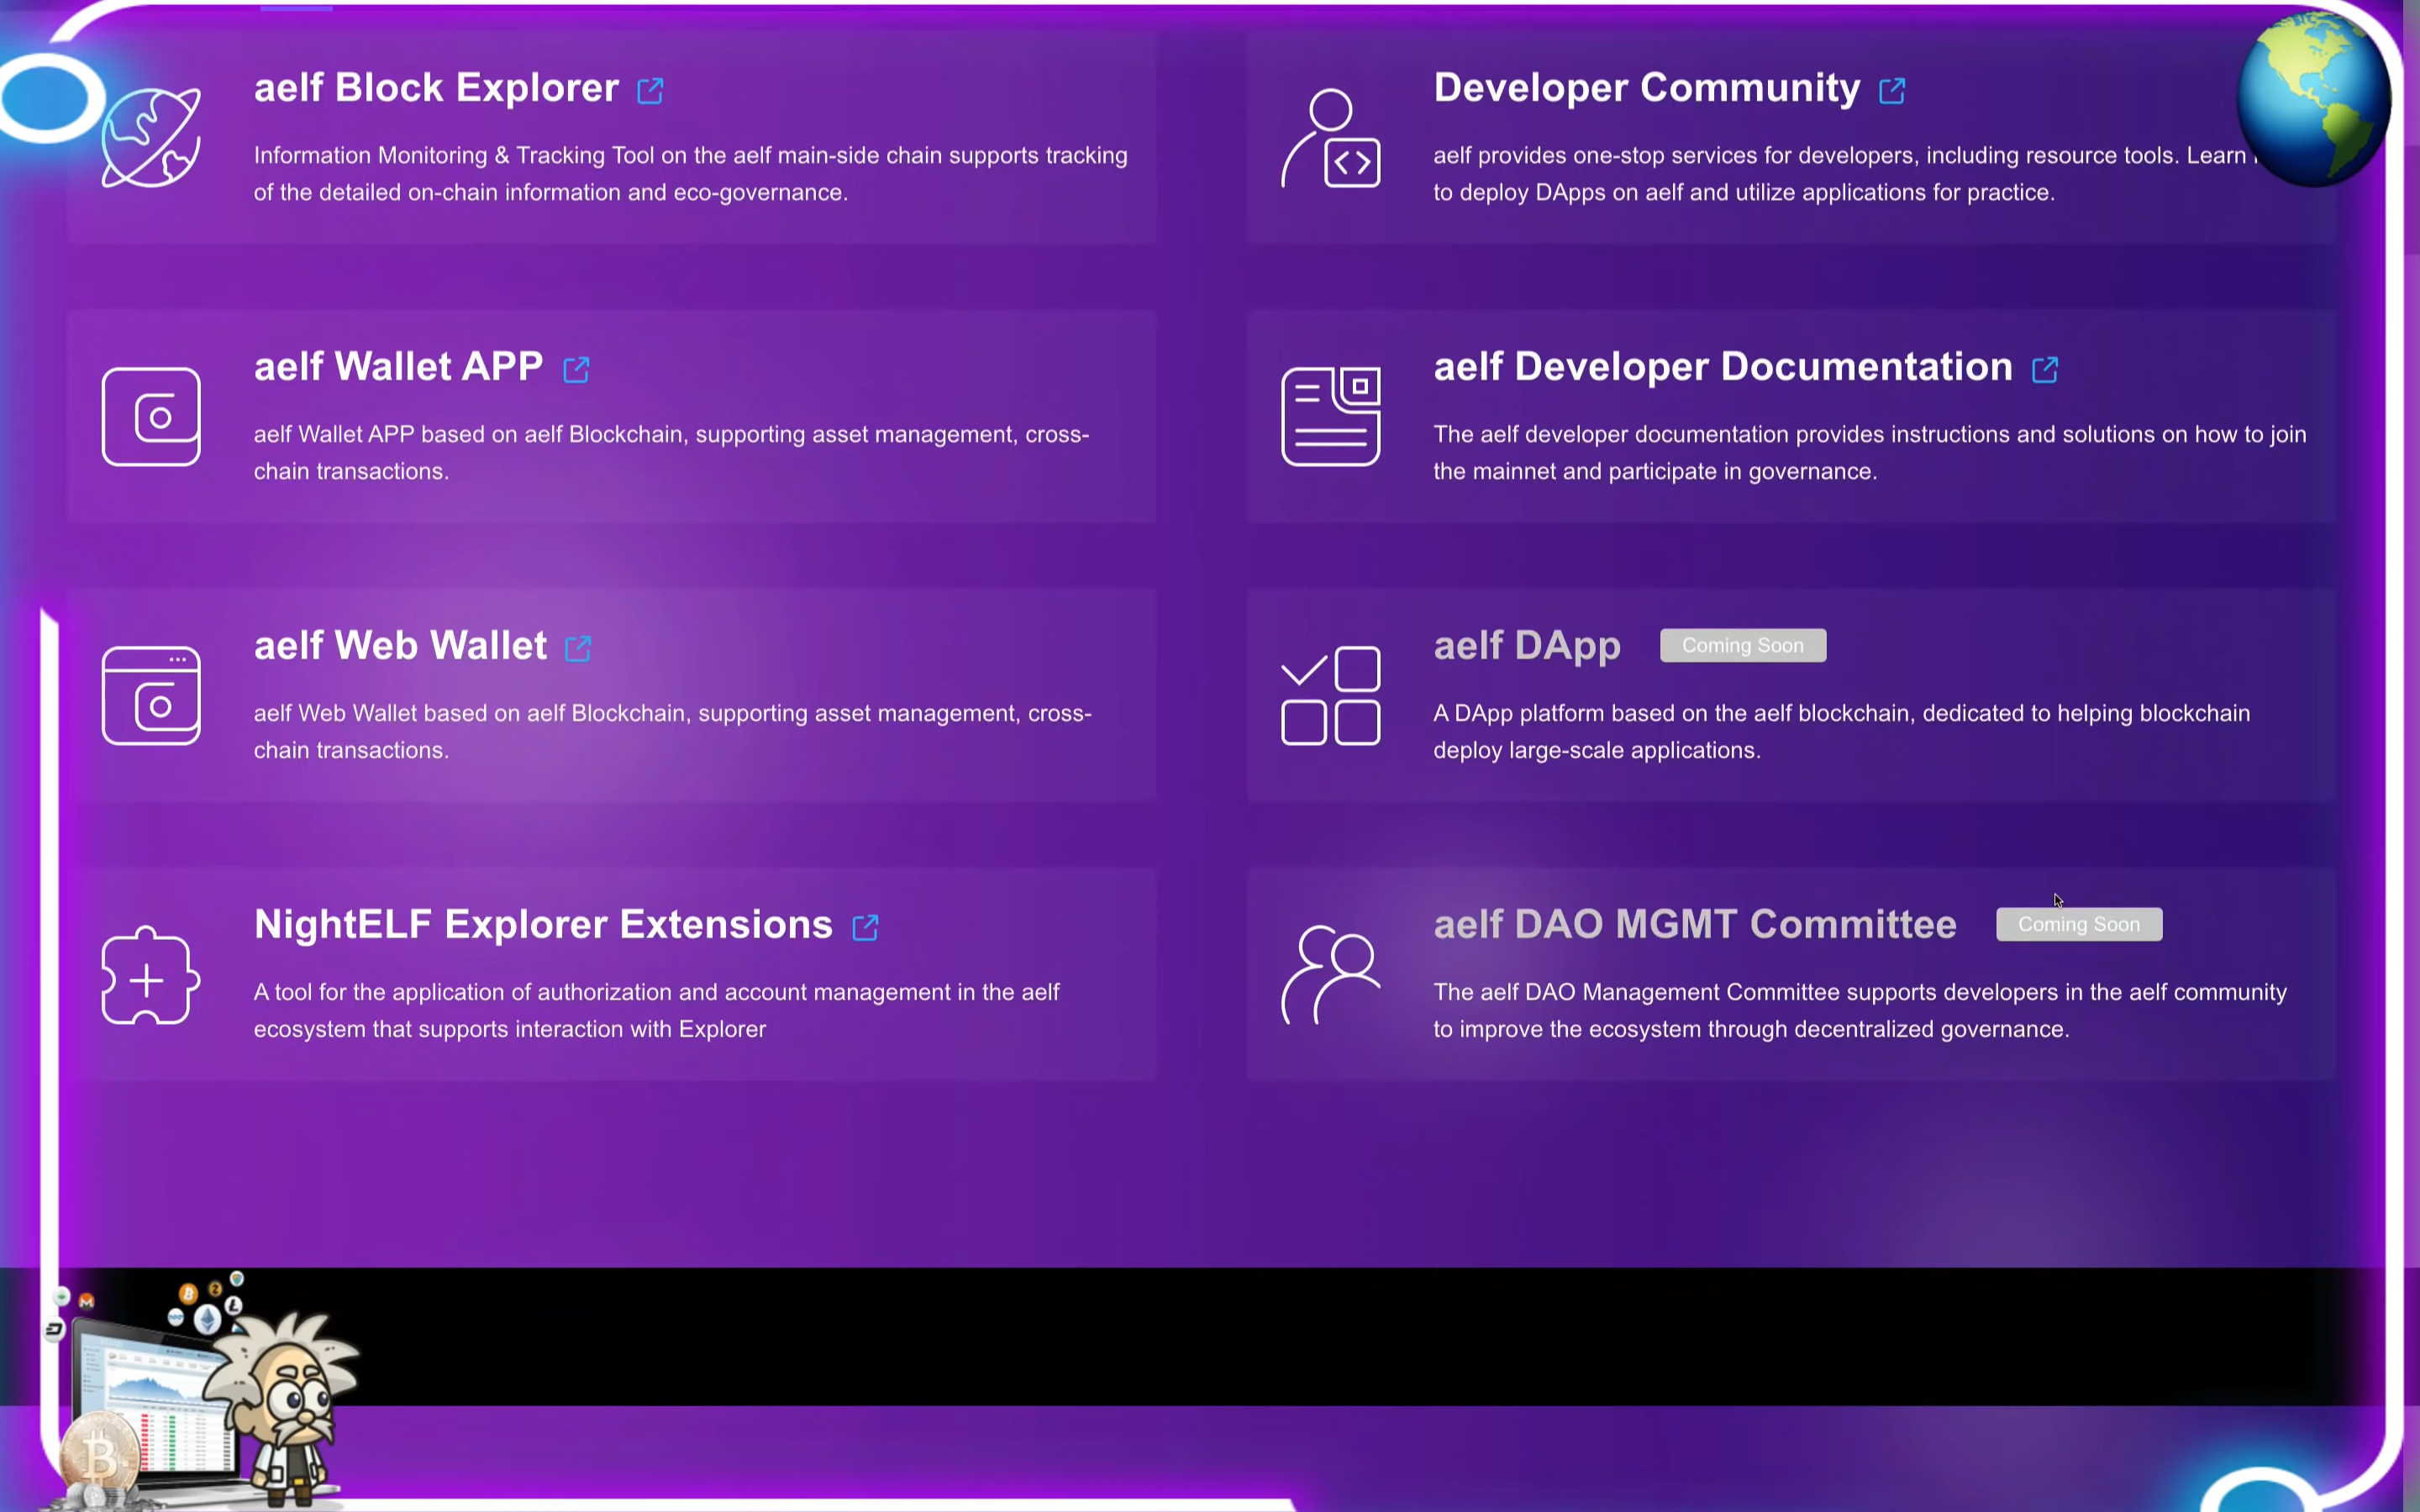 aelf Block Explorer
Information Monitoring & Tracking Tool on the aelf main-side chain supports tracking
of the detailed on-chain information and eco-governance.
Developer Community
aelf provides one-stop services for developers, including resource tools. Learn
to deploy DApps on aelf and utilize applications for practice.
aelf Wallet APP
aelf Wallet APP based on aelf Blockchain, supporting asset management, cross-
chain transactions.
aelf Developer Documentation
The aelf developer documentation provides instructions and solutions on how to join
the mainnet and participate in governance.
aelf Web Wallet
aelf Web Wallet based on aelf Blockchain, supporting asset management, cross-
chain transactions.
aelf DApp
Coming Soon
A DApp platform based on the aelf blockchain, dedicated to helping blockchain
deploy large-scale applications.
NightELF Explorer Extensions
A tool for the application of authorization and account management in the aelf
ecosystem that supports interaction with Explorer
aelf DAO MGMT Committee
Coming Soon
The aelf DAO Management Committee supports developers in the aelf community
to improve the ecosystem through decentralized governance.